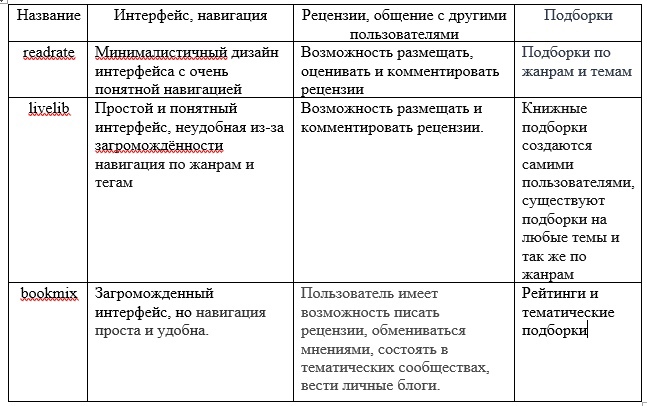 Название
Интерфейс, навигация
Рецензии, общение с другими
пользователями
Подборки
readrate
Минималистичный дизайн
интерфейса с очень
понятной навигацией
Возможность размещать,
оценивать и комментировать
рецензии
Подборки по
жанрам и темам
livelib
Простой и понятный
интерфейс, неудобная из-за
загромождённости
навигация по жанрам и
тегам
Возможность размещать и
комментировать рецензии.
Книжные
подборки
создаются
самими
пользователями,
существуют
подборки на
любые темы и
так же по
жанрам
bookmix
Загроможденный
интерфейс, но навигация
проста и удобна.
Пользователь имеет
возможность писать
рецензии, обмениваться
мнениями, состоять в
тематических сообществах,
вести личные блоги.
Рейтинги и
тематические
подборки